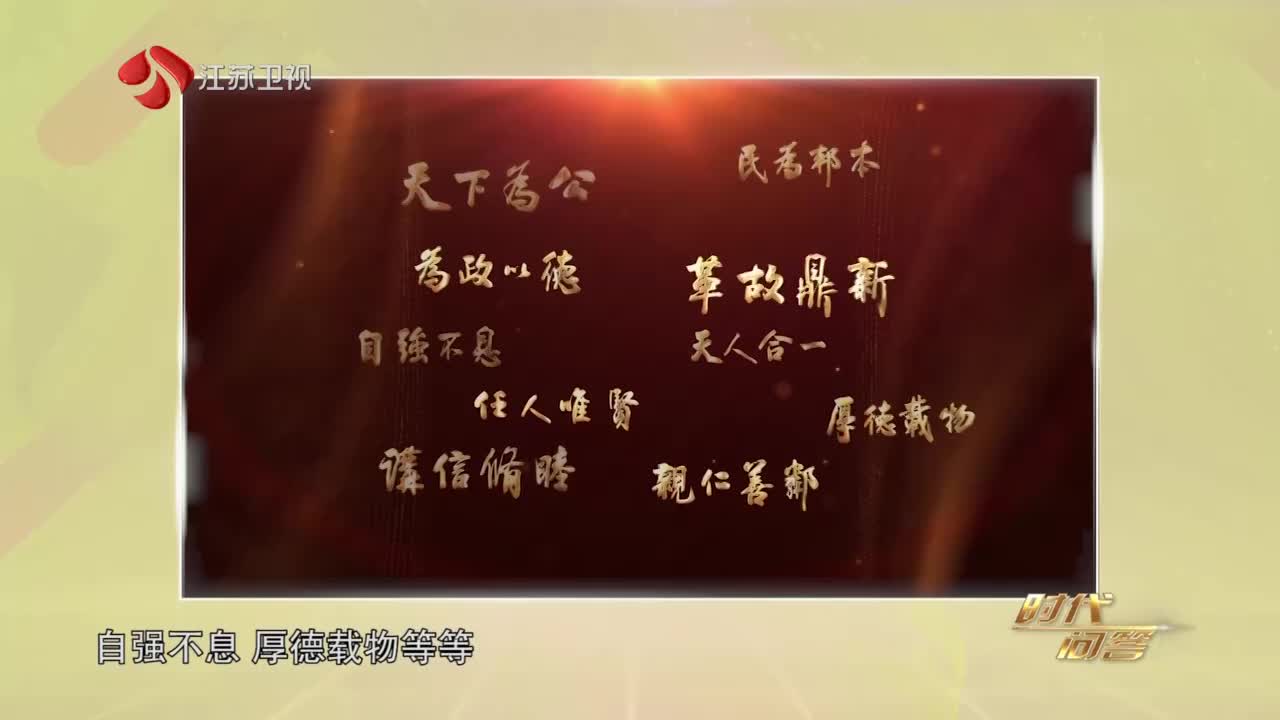 江苏卫视
民為邦本
天下為公
為政以德
革故鼎新
自強不息
天人合一
任人唯賢
厚德載物
講信脩睦
親仁善鄰
时代问答
自强不息 厚德载物等等